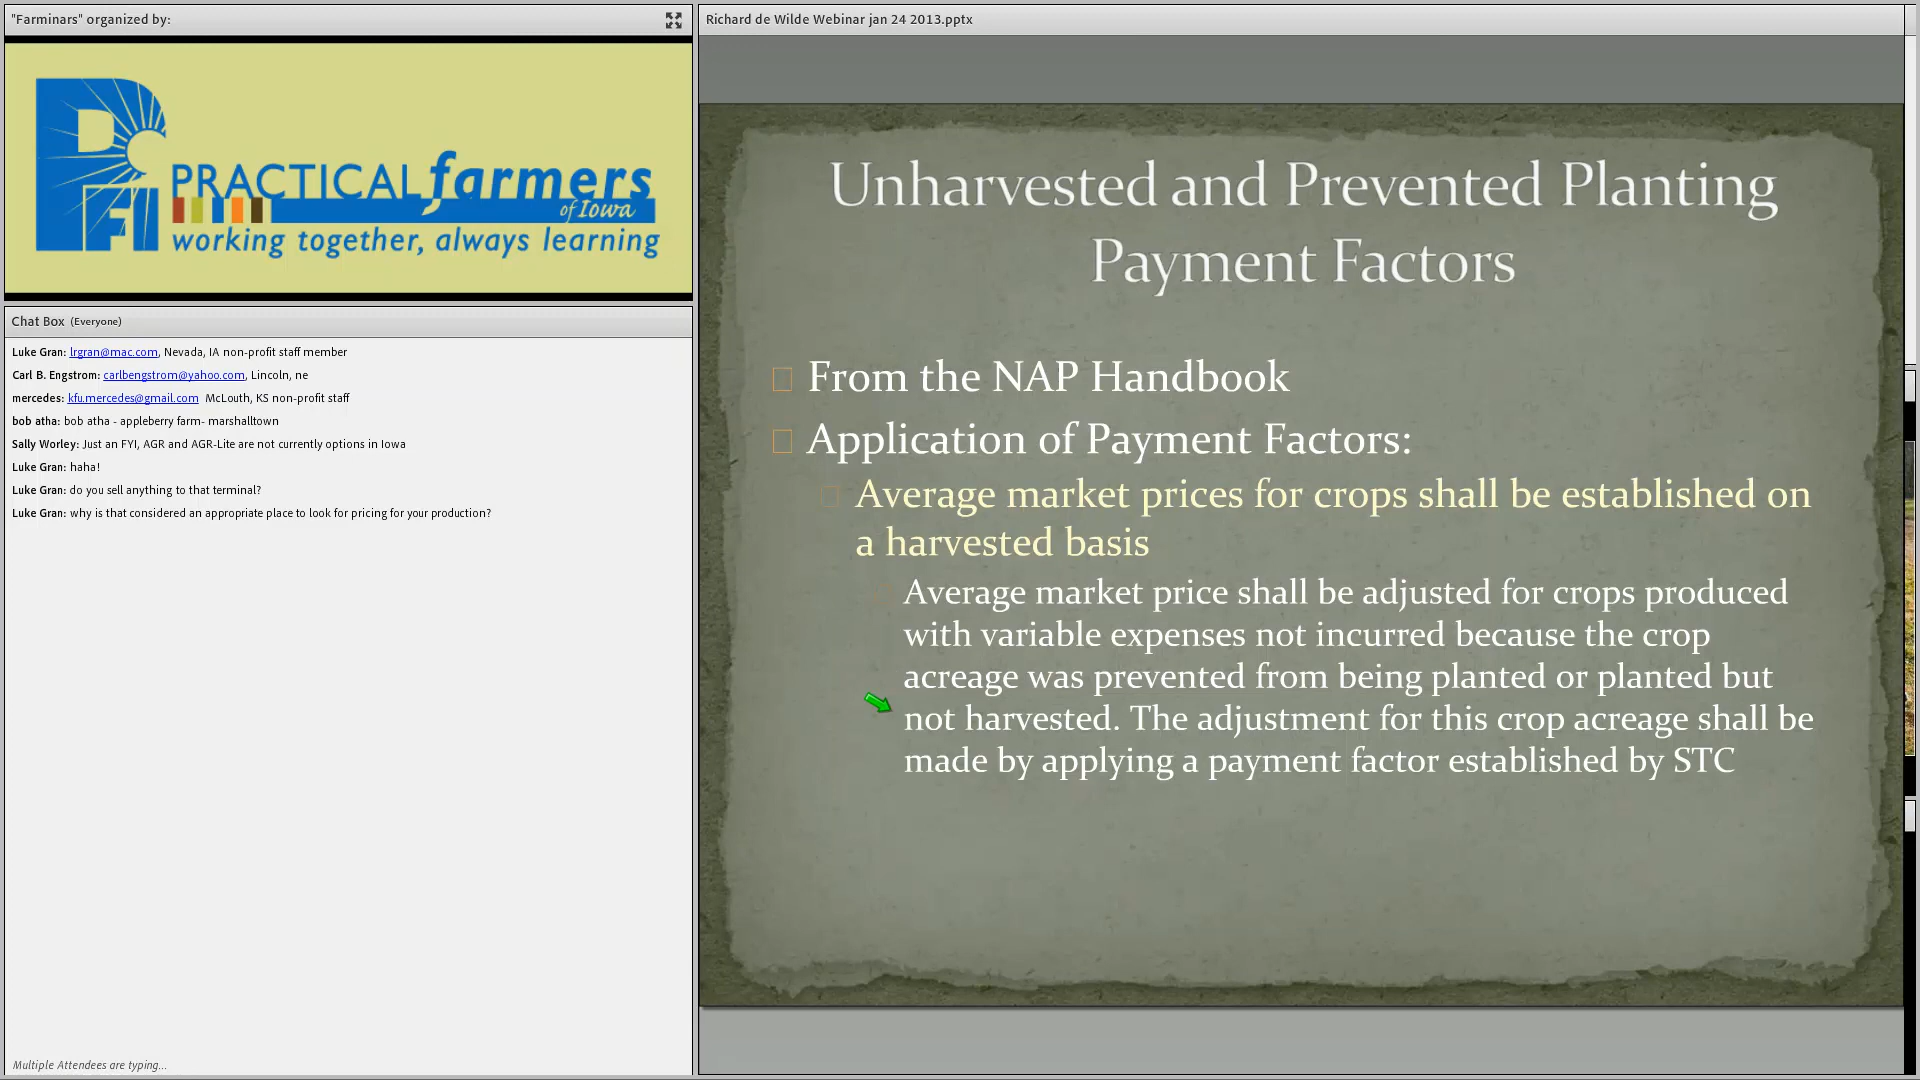 "Farminars" organized by:
PRACTICAL farmers
of Iowa
working together, always learning
Chat Box (Everyone)
Luke Gran: lrgran@mac.com, Nevada, IA non-profit staff member
Carl B. Engstrom: carlbengstrom@yahoo.com, Lincoln, ne
mercedes: kfu.mercedes@gmail.com McLouth, KS non-profit staff
bob atha: bob atha - appleberry farm- marshalltown
Sally Worley: Just an FYI, AGR and AGR-Lite are not currently options in Iowa
Luke Gran: haha!
Luke Gran: do you sell anything to that terminal?
Luke Gran: why is that considered an appropriate place to look for pricing for your production?
Multiple Attendees are typing...
Richard de Wilde Webinar jan 24 2013.pptx
Unharvested and Prevented Planting
Payment Factors
From the NAP Handbook
Application of Payment Factors:
Average market prices for crops shall be established on
a harvested basis
Average market price shall be adjusted for crops produced
with variable expenses not incurred because the crop
acreage was prevented from being planted or planted but
not harvested. The adjustment for this crop acreage shall be
made by applying a payment factor established by STC